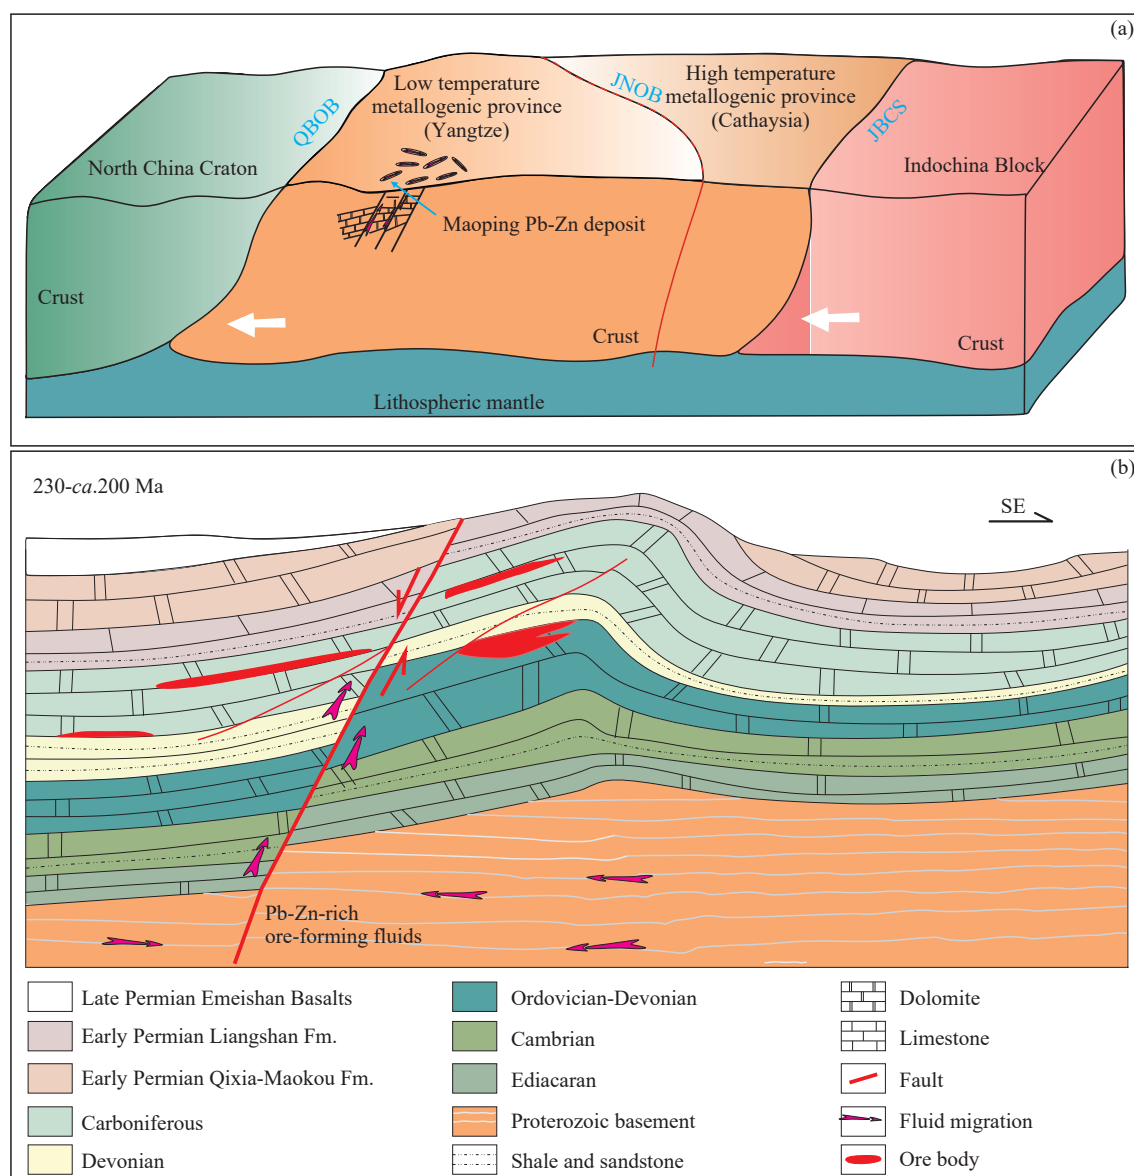 (a)
Low temperature
metallogenic province
(Yangtze)
High temperature
metallogenic province
(Cathaysia)
QBOB
JNOB
JBCS
North China Craton
Indochina Block
Maoping Pb-Zn deposit
Crust
Crust
Crust
Lithospheric mantle
(b)
230-ca.200 Ma
SE
Pb-Zn-rich
ore-forming fluids
Late Permian Emeishan Basalts
Early Permian Liangshan Fm.
Early Permian Qixia-Maokou Fm.
Carboniferous
Devonian
Ordovician-Devonian
Cambrian
Ediacaran
Proterozoic basement
Shale and sandstone
Dolomite
Limestone
Fault
Fluid migration
Ore body